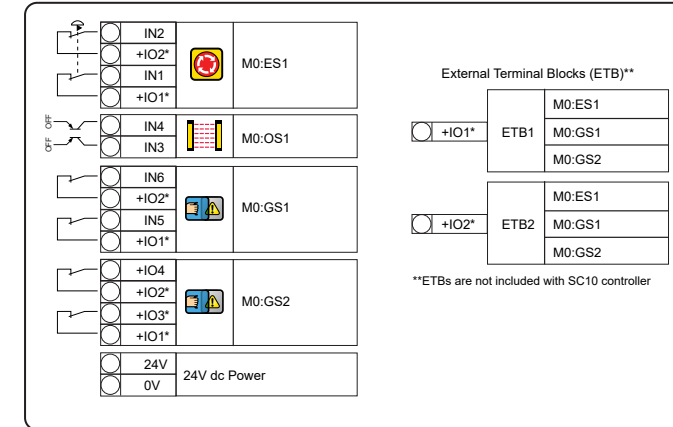 IN2
+IO2*
IN1
+IO1*
M0:ES1
OFF
OFF
IN4
IN3
M0:OS1
IN6
+IO2*
IN5
+IO1*
M0:GS1
+IO4
+IO2*
+IO3*
+IO1*
M0:GS2
24V
0V
24V dc Power
External Terminal Blocks (ETB)**
+IO1*
ETB1
M0:ES1
M0:GS1
M0:GS2
+IO2*
ETB2
M0:ES1
M0:GS1
M0:GS2
**ETBs are not included with SC10 controller